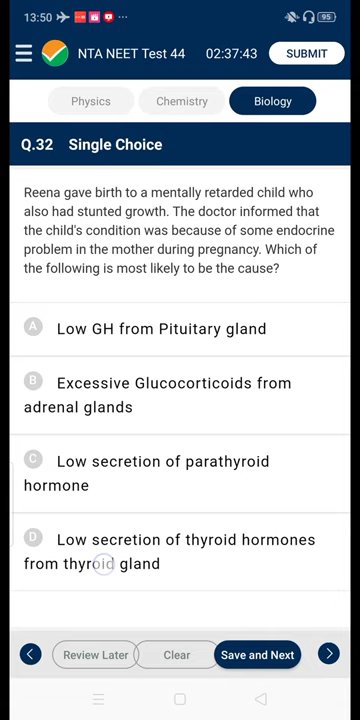 13:50
95
NTA NEET Test 44
02:37:43
SUBMIT
Physics
Chemistry
Biology
Q.32 Single Choice
Reena gave birth to a mentally retarded child who
also had stunted growth. The doctor informed that
the child's condition was because of some endocrine
problem in the mother during pregnancy. Which of
the following is most likely to be the cause?
A Low GH from Pituitary gland
B Excessive Glucocorticoids from
adrenal glands
C Low secretion of parathyroid
hormone
D Low secretion of thyroid hormones
from thyroid gland
Review Later
Clear
Save and Next